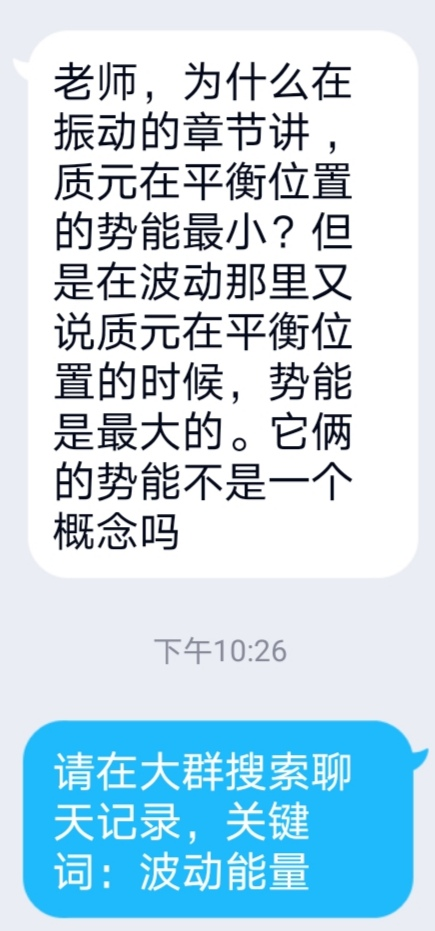 老师，为什么在
振动的章节讲，
质元在平衡位置
的势能最小？但
是在波动那里又
说质元在平衡位
置的时候，势能
是最大的。它俩
的势能不是一个
概念吗
下午10:26
请在大群搜索聊
天记录，关键
词：波动能量